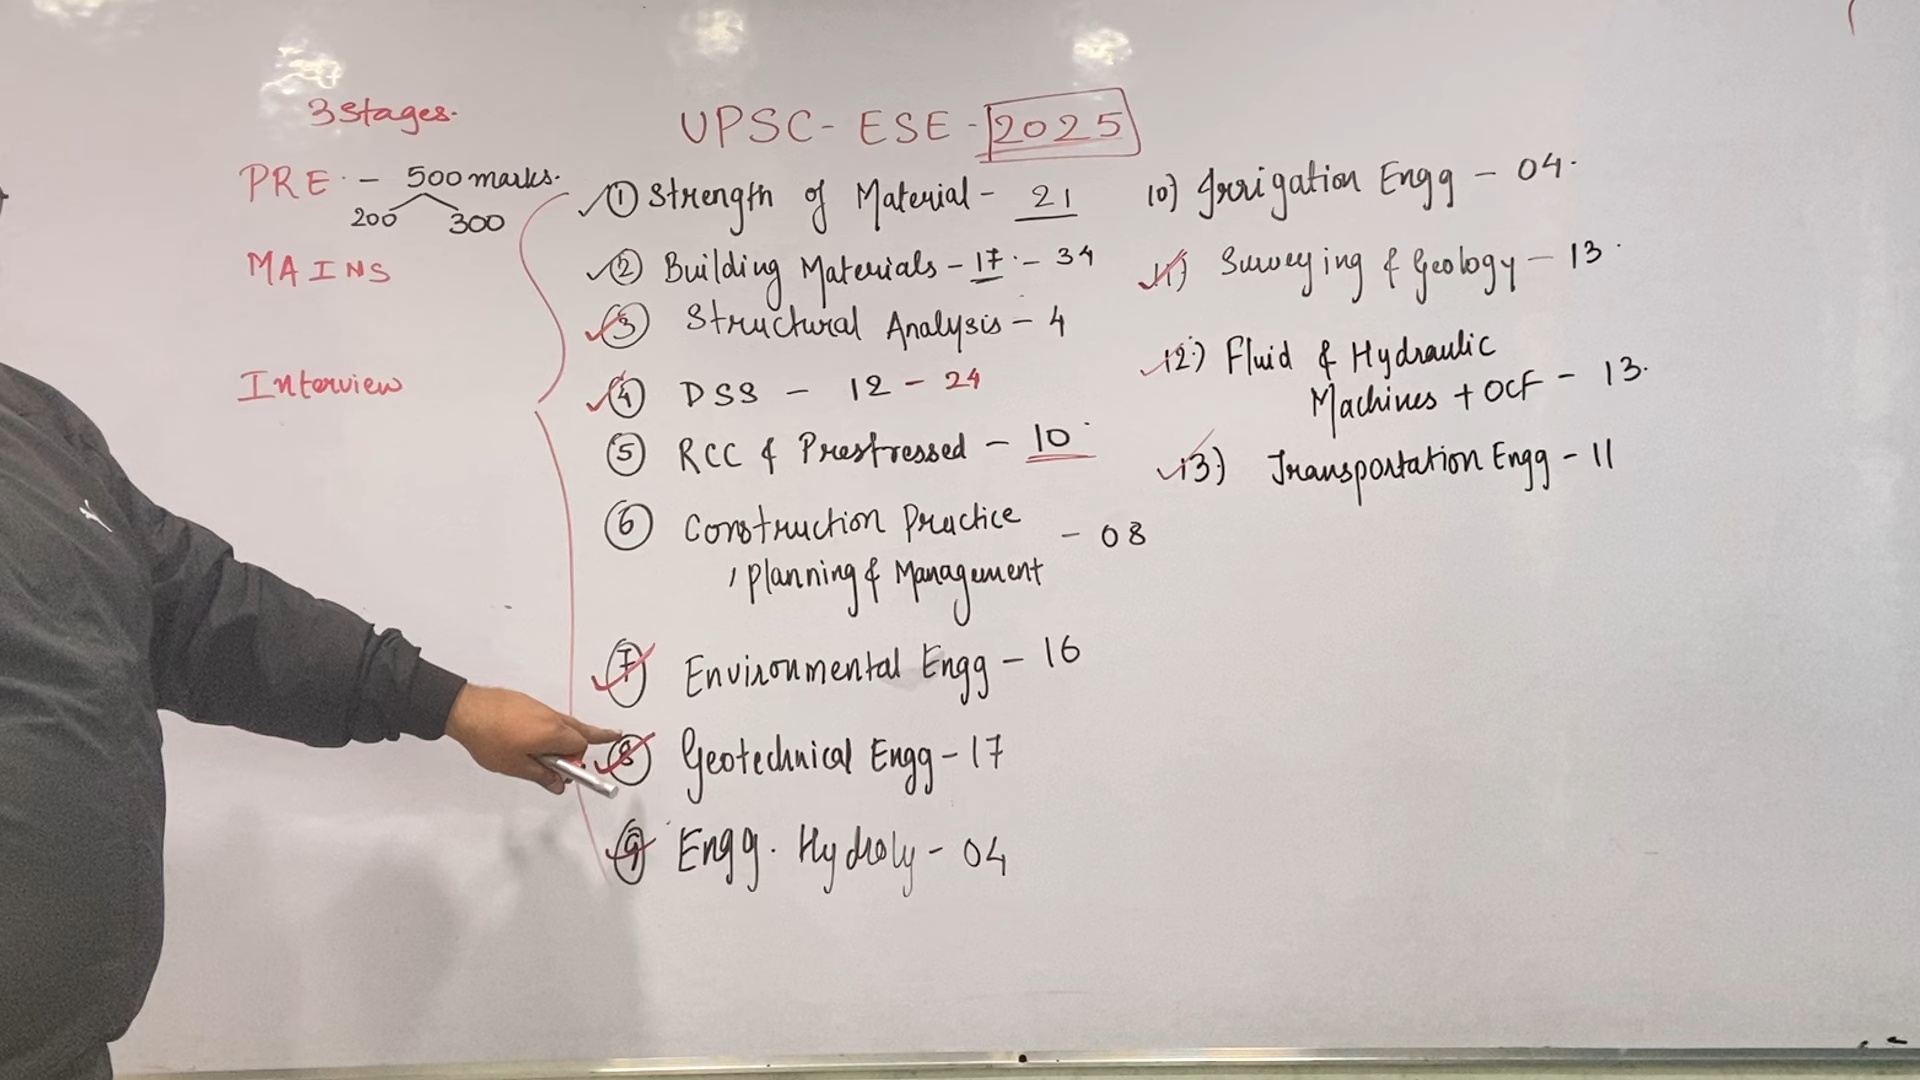 3 Stages.
PRE - 500 marks.
200 300
MAINS
Interview
UPSC- ESE - 2025
① Strength of Material - 21
② Building Materials - 17 - 34
③ Structural Analysis - 4
④ DSS - 12 - 24
⑤ RCC & Prestressed - 10
⑥ Construction Practice
, Planning & Management - 08
⑦ Environmental Engg - 16
⑧ Geotechnical Engg - 17
⑨ Engg. Hydroly - 04
10) Irrigation Engg - 04.
11) Surveying & Geology - 13
12) Fluid & Hydraulic
Machines + OCF - 13.
13) Transportation Engg - 11